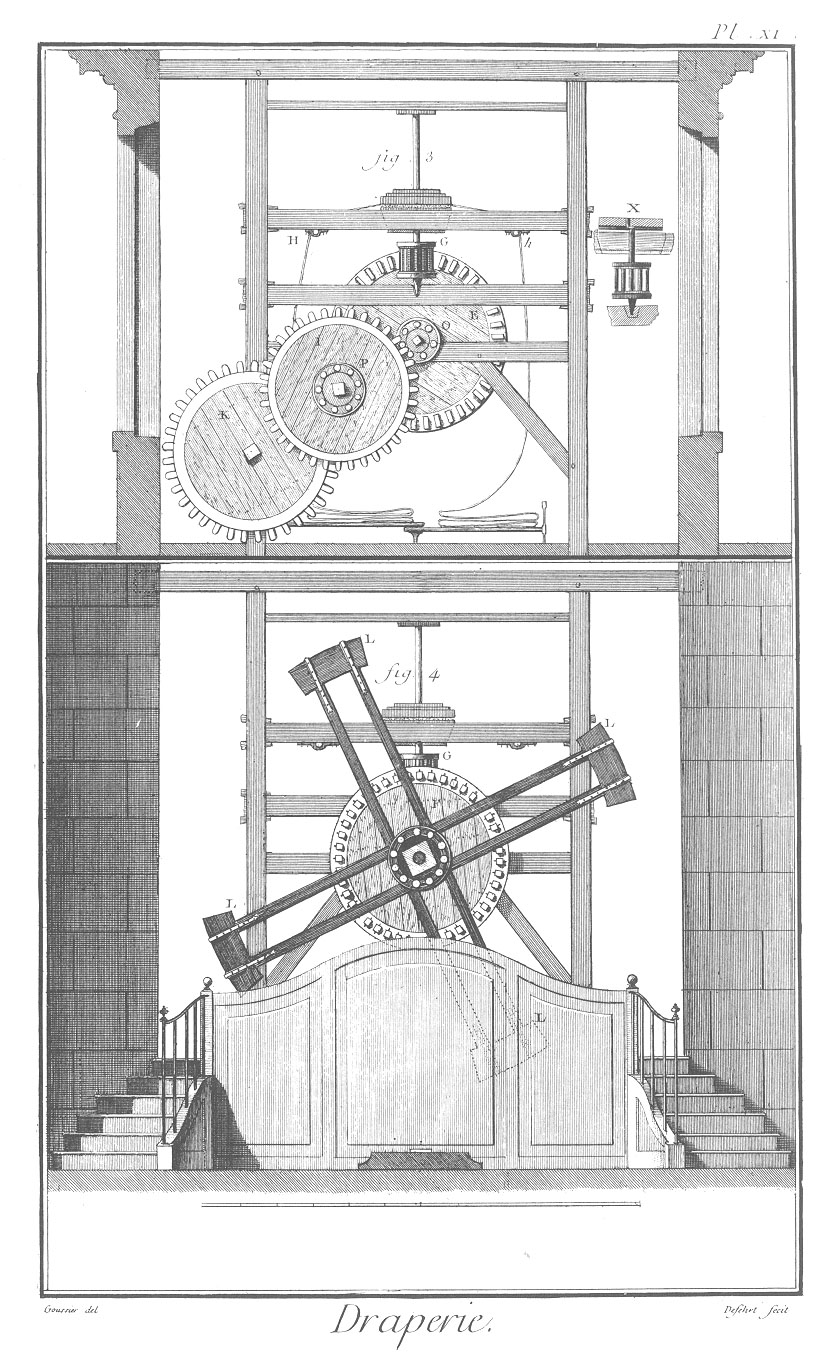 Pl. XI.
fig. 3
X
H
G
h
E
Q
I
P
K
L
fig. 4
L
G
F
L
L
Goussier del
Defehrt fecit
Draperie.